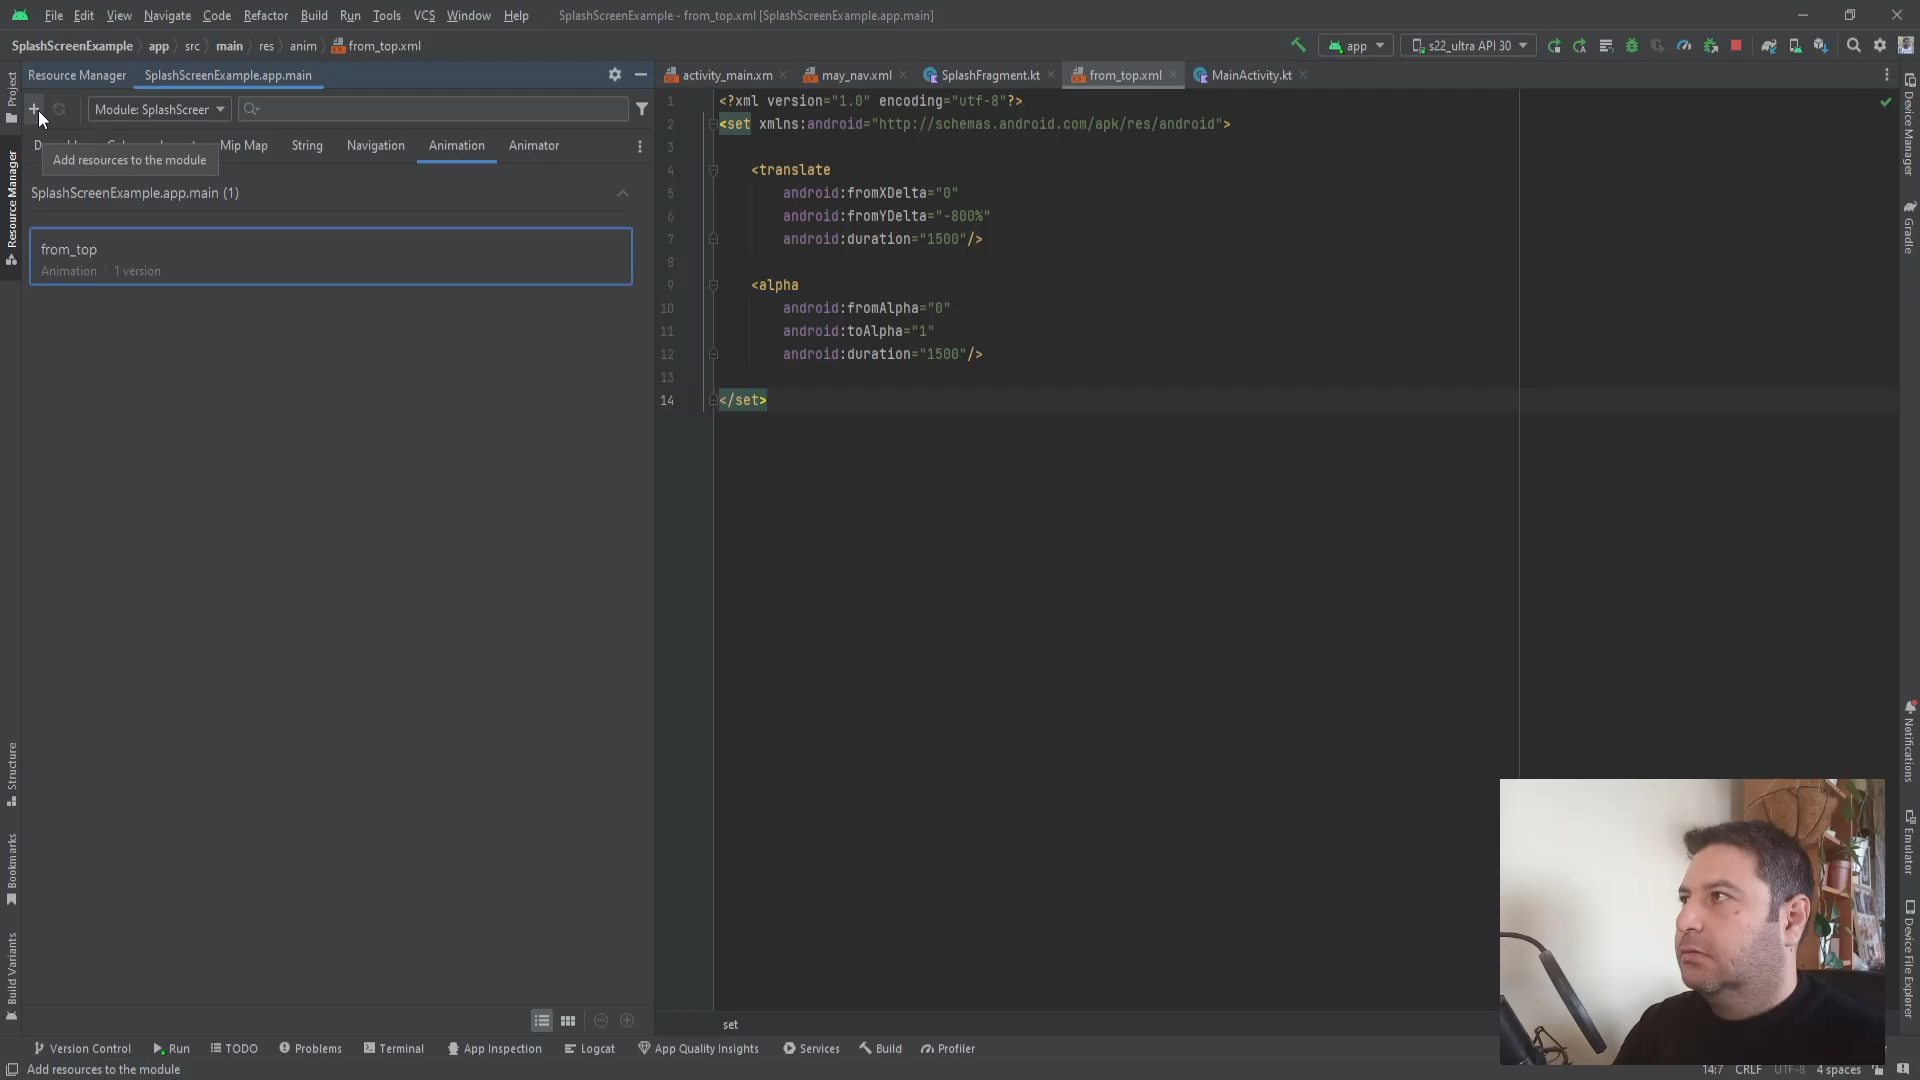 File Edit View Navigate Code Refactor Build Run Tools VCS Window Help SplashScreenExample - from_top.xml [SplashScreenExample.app.main]
SplashScreenExample app src main res anim from_top.xml app s22_ultra API 30
Resource Manager SplashScreenExample.app.main
activity_main.xm may_nav.xml SplashFragment.kt from_top.xml MainActivity.kt
Module: SplashScreer
Mip Map String Navigation Animation Animator
Add resources to the module
SplashScreenExample.app.main (1)
from_top
Animation 1 version
1 <?xml version="1.0" encoding="utf-8"?>
2 <set xmlns:android="http://schemas.android.com/apk/res/android">
3
4 <translate
5 android:fromXDelta="0"
6 android:fromYDelta="-800%"
7 android:duration="1500"/>
8
9 <alpha
10 android:fromAlpha="0"
11 android:toAlpha="1"
12 android:duration="1500"/>
13
14 </set>
set
Project
Resource Manager
Structure
Bookmarks
Build Variants
Device Manager
Gradle
Notifications
Emulator
Device File Explorer
Version Control Run TODO Problems Terminal App Inspection Logcat App Quality Insights Services Build Profiler
Add resources to the module 14:7 CRLF UTF-8 4 spaces